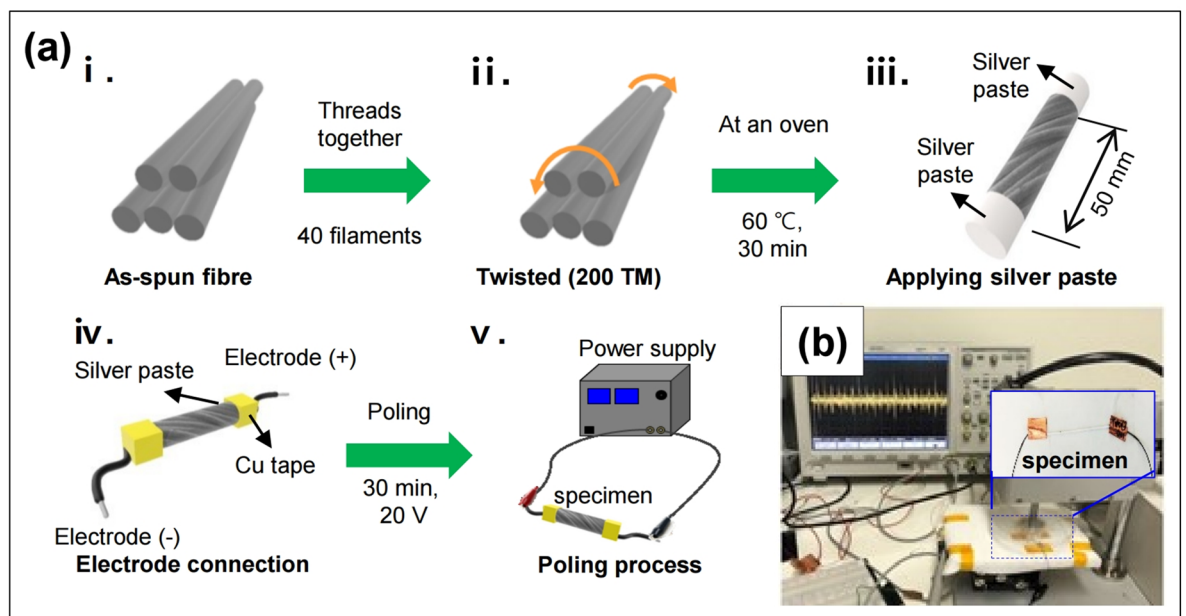 (a)
i.
Threads
together
40 filaments
As-spun fibre
ii.
At an oven
60 ℃,
30 min
Twisted (200 TM)
iii.
Silver
paste
Silver
paste
50 mm
Applying silver paste
iv.
Silver paste
Electrode (+)
Cu tape
Electrode (-)
Electrode connection
Poling
30 min,
20 V
v.
Power supply
specimen
Poling process
(b)
specimen